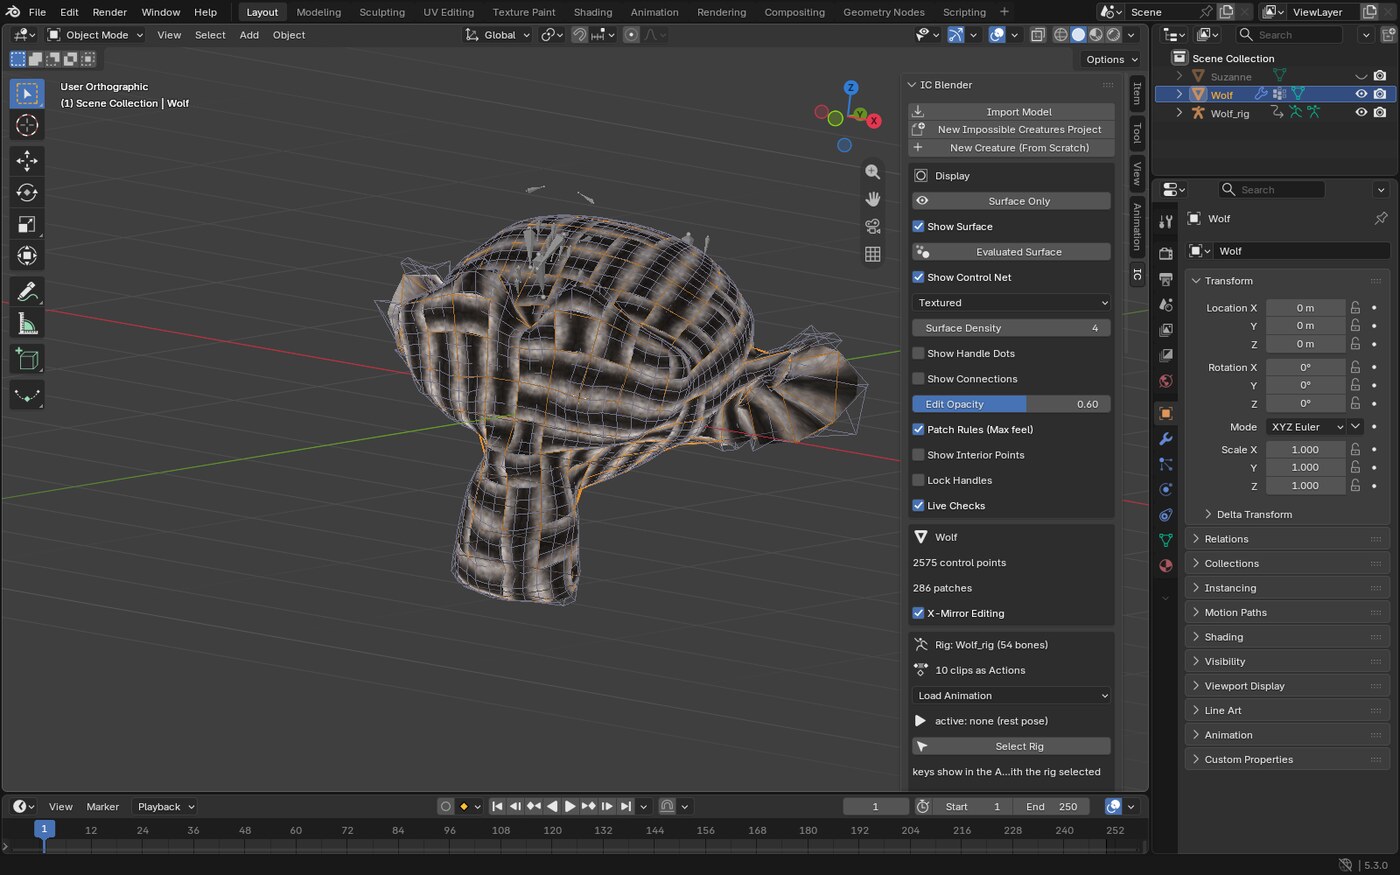 File Edit Render Window Help Layout Modeling Sculpting UV Editing Texture Paint Shading Animation Rendering Compositing Geometry Nodes Scripting + Scene ViewLayer
Object Mode View Select Add Object Global
Options
User Orthographic
(1) Scene Collection | Wolf
Z
Y
X
IC Blender
Import Model
New Impossible Creatures Project
New Creature (From Scratch)
Display
Surface Only
Show Surface
Evaluated Surface
Show Control Net
Textured
Surface Density 4
Show Handle Dots
Show Connections
Edit Opacity 0.60
Patch Rules (Max feel)
Show Interior Points
Lock Handles
Live Checks
Wolf
2575 control points
286 patches
X-Mirror Editing
Rig: Wolf_rig (54 bones)
10 clips as Actions
Load Animation
active: none (rest pose)
Select Rig
keys show in the A...ith the rig selected
Item
Tool
View
Animation
IC
Search
Scene Collection
Suzanne
Wolf
Wolf_rig
Search
Wolf
Wolf
Transform
Location X 0 m
Y 0 m
Z 0 m
Rotation X 0°
Y 0°
Z 0°
Mode XYZ Euler
Scale X 1.000
Y 1.000
Z 1.000
Delta Transform
Relations
Collections
Instancing
Motion Paths
Shading
Visibility
Viewport Display
Line Art
Animation
Custom Properties
View Marker Playback 1 Start 1 End 250
1 12 24 36 48 60 72 84 96 108 120 132 144 156 168 180 192 204 216 228 240 252
5.3.0